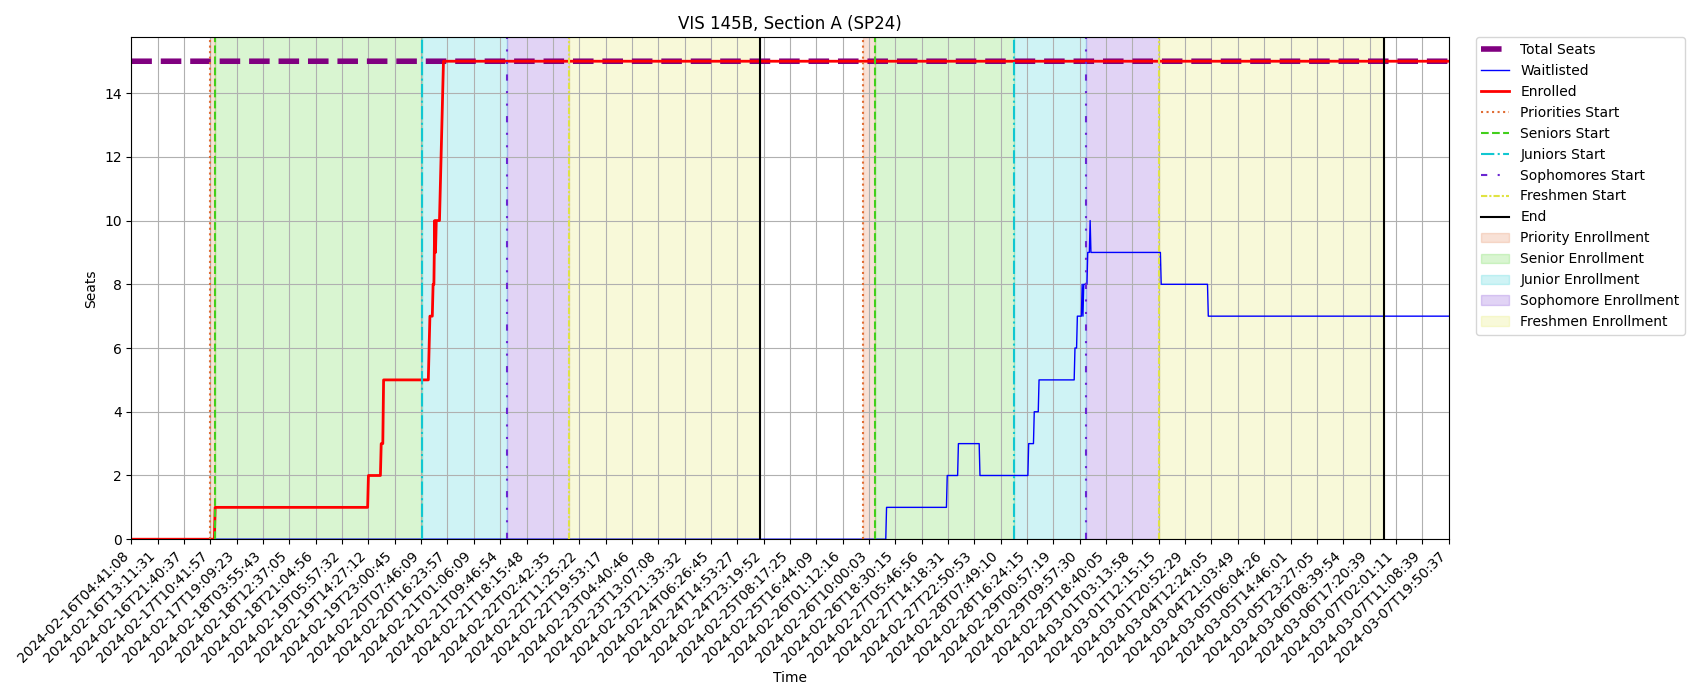 VIS 145B, Section A (SP24)
Total Seats
Waitlisted
Enrolled
Priorities Start
Seniors Start
Juniors Start
Sophomores Start
Freshmen Start
End
Priority Enrollment
Senior Enrollment
Junior Enrollment
Sophomore Enrollment
Freshmen Enrollment
Seats
14
12
10
8
6
4
2
0
2024-02-16T04:41:08
2024-02-16T13:11:31
2024-02-16T21:40:37
2024-02-17T10:41:57
2024-02-17T19:09:23
2024-02-18T03:55:43
2024-02-18T12:37:05
2024-02-18T21:04:56
2024-02-19T05:57:32
2024-02-19T14:27:12
2024-02-19T23:00:45
2024-02-20T07:46:09
2024-02-20T16:23:57
2024-02-21T01:06:09
2024-02-21T09:46:54
2024-02-21T18:15:48
2024-02-22T02:42:35
2024-02-22T11:25:22
2024-02-22T19:53:17
2024-02-23T04:40:46
2024-02-23T13:07:08
2024-02-23T21:33:32
2024-02-24T06:26:45
2024-02-24T14:53:27
2024-02-24T23:19:52
2024-02-25T08:17:25
2024-02-25T16:44:09
2024-02-26T01:12:16
2024-02-26T10:00:03
2024-02-26T18:30:15
2024-02-27T05:46:56
2024-02-27T14:18:31
2024-02-27T22:50:53
2024-02-28T07:49:10
2024-02-28T16:24:15
2024-02-29T00:57:19
2024-02-29T09:57:30
2024-02-29T18:40:05
2024-03-01T03:13:58
2024-03-01T12:15:15
2024-03-01T20:52:29
2024-03-04T12:24:05
2024-03-04T21:03:49
2024-03-05T06:04:26
2024-03-05T14:46:01
2024-03-05T23:27:05
2024-03-06T08:39:54
2024-03-06T17:20:39
2024-03-07T02:01:11
2024-03-07T11:08:39
2024-03-07T19:50:37
Time